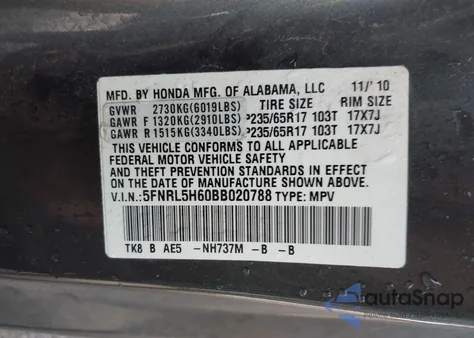 MFD. BY HONDA MFG. OF ALABAMA, LLC 11/'10
GVWR 2730KG(6019LBS) TIRE SIZE RIM SIZE
GAWR F 1320KG(2910LBS) P235/65R17 103T 17X7J
GAWR R 1515KG(3340LBS) P235/65R17 103T 17X7J
THIS VEHICLE CONFORMS TO ALL APPLICABLE
FEDERAL MOTOR VEHICLE SAFETY
AND THEFT PREVENTION STANDARDS IN EFFECT ON
THE DATE OF MANUFACTURE SHOWN ABOVE.
V.I.N.: 5FNRL5H60BB020788 TYPE: MPV
TK8 B AE5 -NH737M -B -B
autaSnap